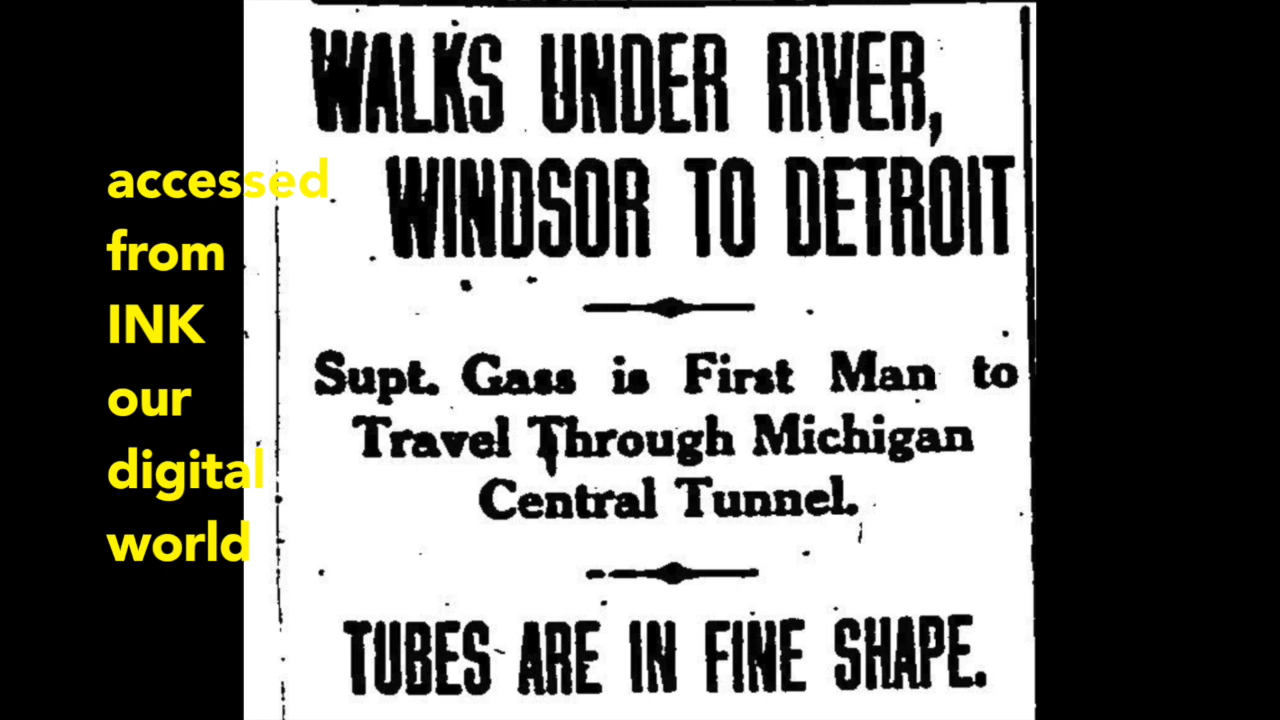 WALKS UNDER RIVER,
WINDSOR TO DETROIT
Supt. Gass is First Man to
Travel Through Michigan
Central Tunnel.
TUBES ARE IN FINE SHAPE.
accessed
from
INK
our
digital
world